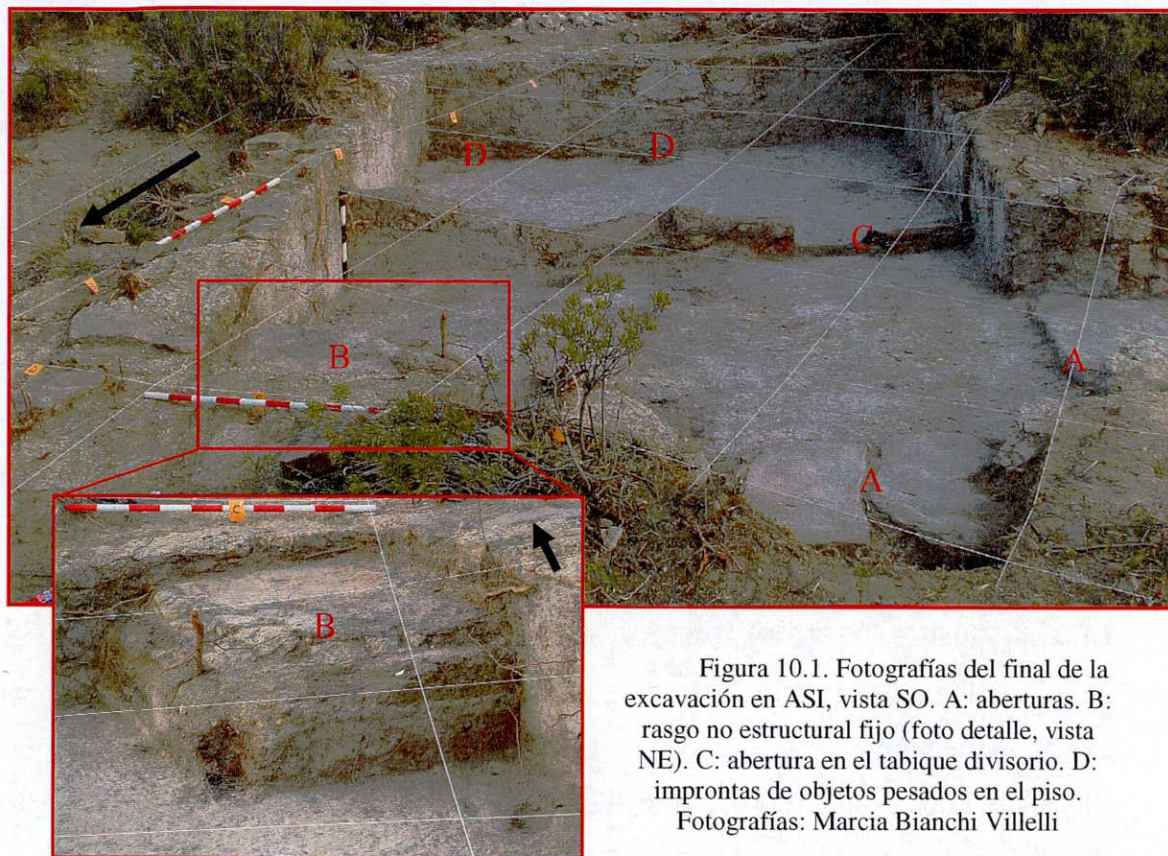 D
D
C
B
A
A
C
B
Figura 10.1. Fotografías del final de la
excavación en ASI, vista SO. A: aberturas. B:
rasgo no estructural fijo (foto detalle, vista
NE). C: abertura en el tabique divisorio. D:
improntas de objetos pesados en el piso.
Fotografías: Marcia Bianchi Villelli